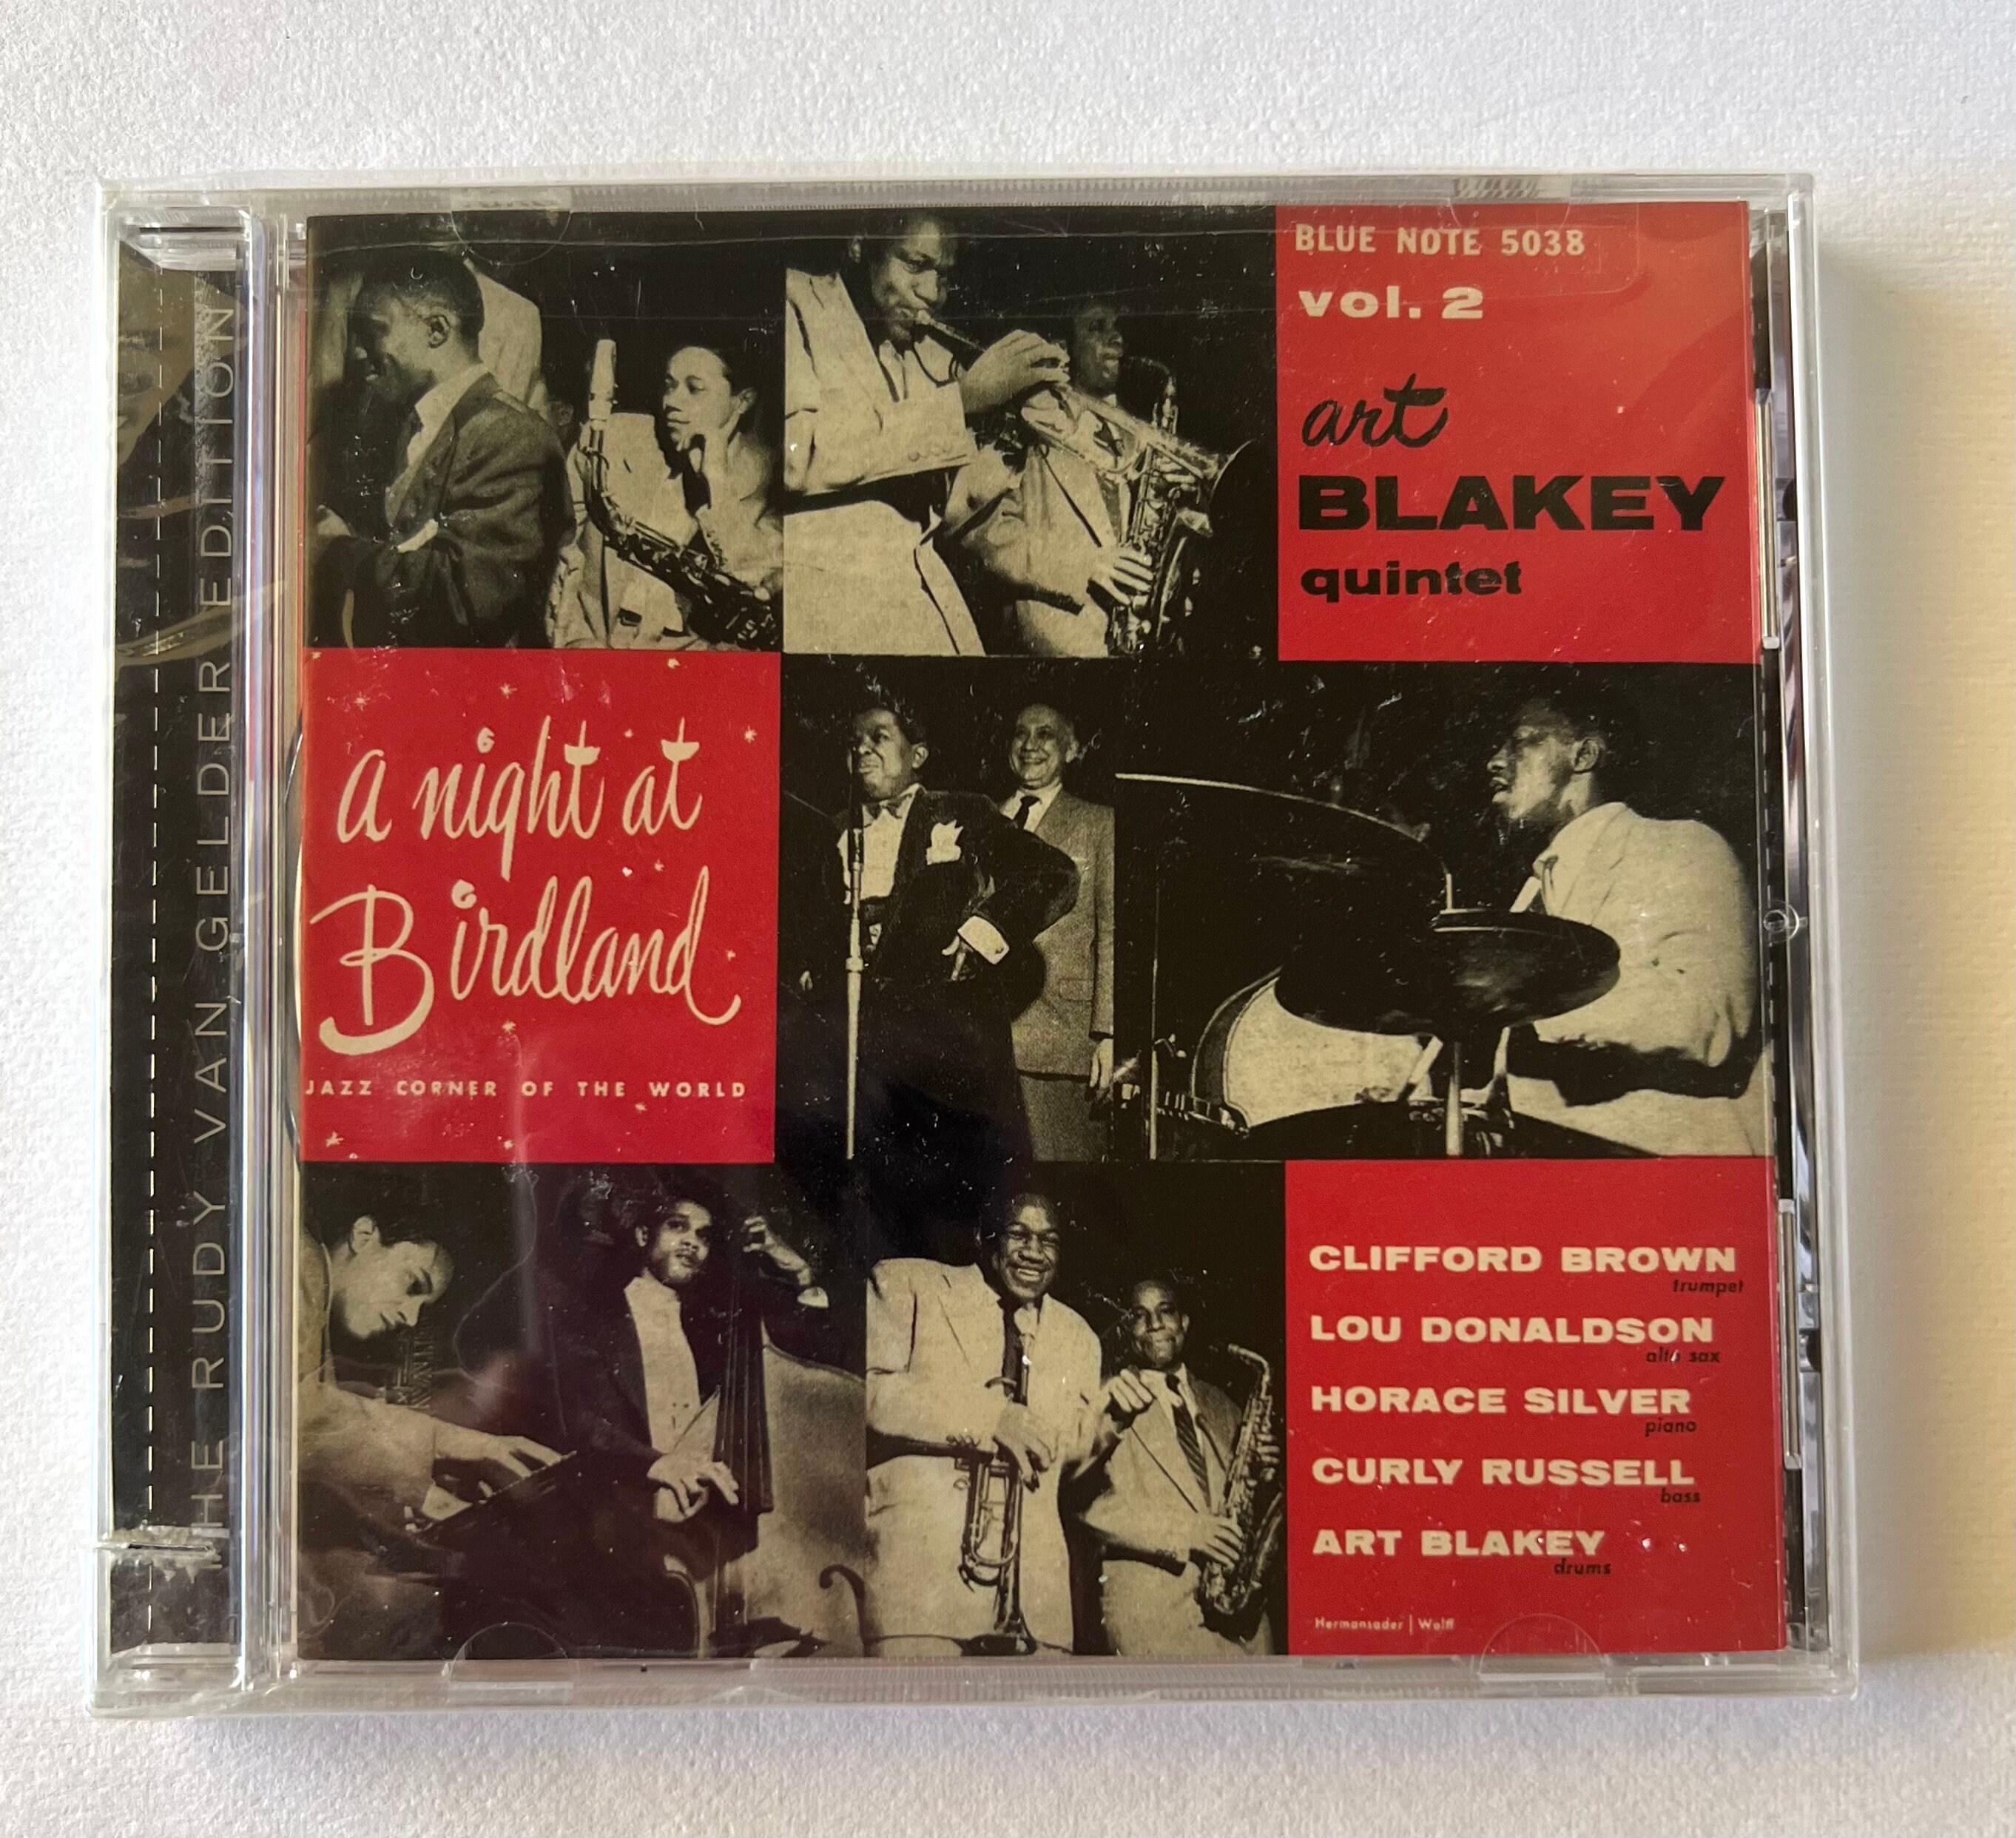 THE RUDY VAN GELDER EDITION
BLUE NOTE 5038
vol. 2
art
BLAKEY
quintet
a night at
Birdland
JAZZ CORNER OF THE WORLD
CLIFFORD BROWN
trumpet
LOU DONALDSON
alto sax
HORACE SILVER
piano
CURLY RUSSELL
bass
ART BLAKEY
drums
Hermansader | Wolff